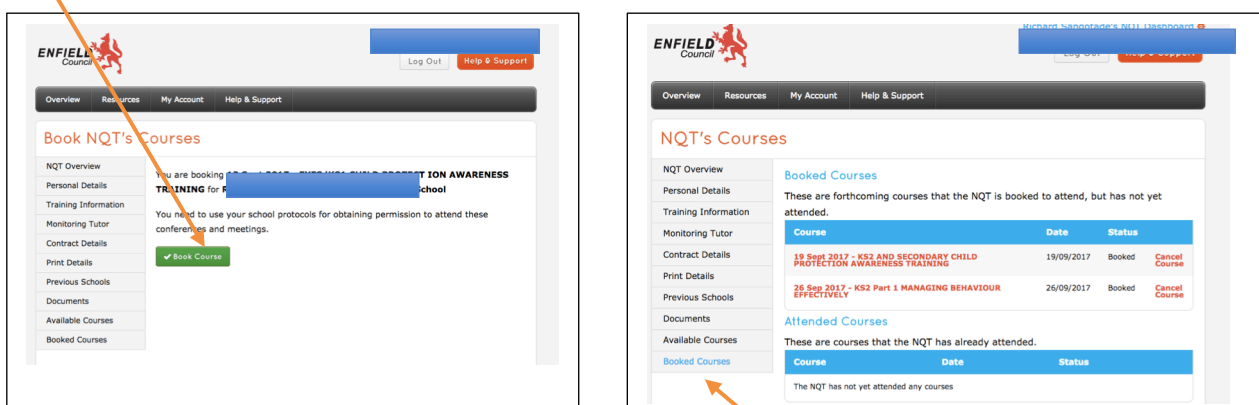 ENFIELD
Council
Log Out
Help & Support
Overview
Resources
My Account
Help & Support
Book NQT's Courses
NQT Overview
Personal Details
Training Information
Monitoring Tutor
Contract Details
Print Details
Previous Schools
Documents
Available Courses
Booked Courses
You are booking ION AWARENESS
TRAINING for
You need to use your school protocols for obtaining permission to attend these
conferences and meetings.
Book Course
Richard NQT Dashboard
ENFIELD
Council
Log Out
Overview
Resources
My Account
Help & Support
NQT's Courses
NQT Overview
Personal Details
Training Information
Monitoring Tutor
Contract Details
Print Details
Previous Schools
Documents
Available Courses
Booked Courses
Booked Courses
These are forthcoming courses that the NQT is booked to attend, but has not yet
attended.
Course Date Status
19 Sept 2017 - KS2 AND SECONDARY CHILD
PROTECTION AWARENESS TRAINING
19/09/2017 Booked
Cancel
Course
26 Sep 2017 - KS2 Part 1 MANAGING BEHAVIOUR
EFFECTIVELY
26/09/2017 Booked
Cancel
Course
Attended Courses
These are courses that the NQT has already attended.
Course Date Status
The NQT has not yet attended any courses